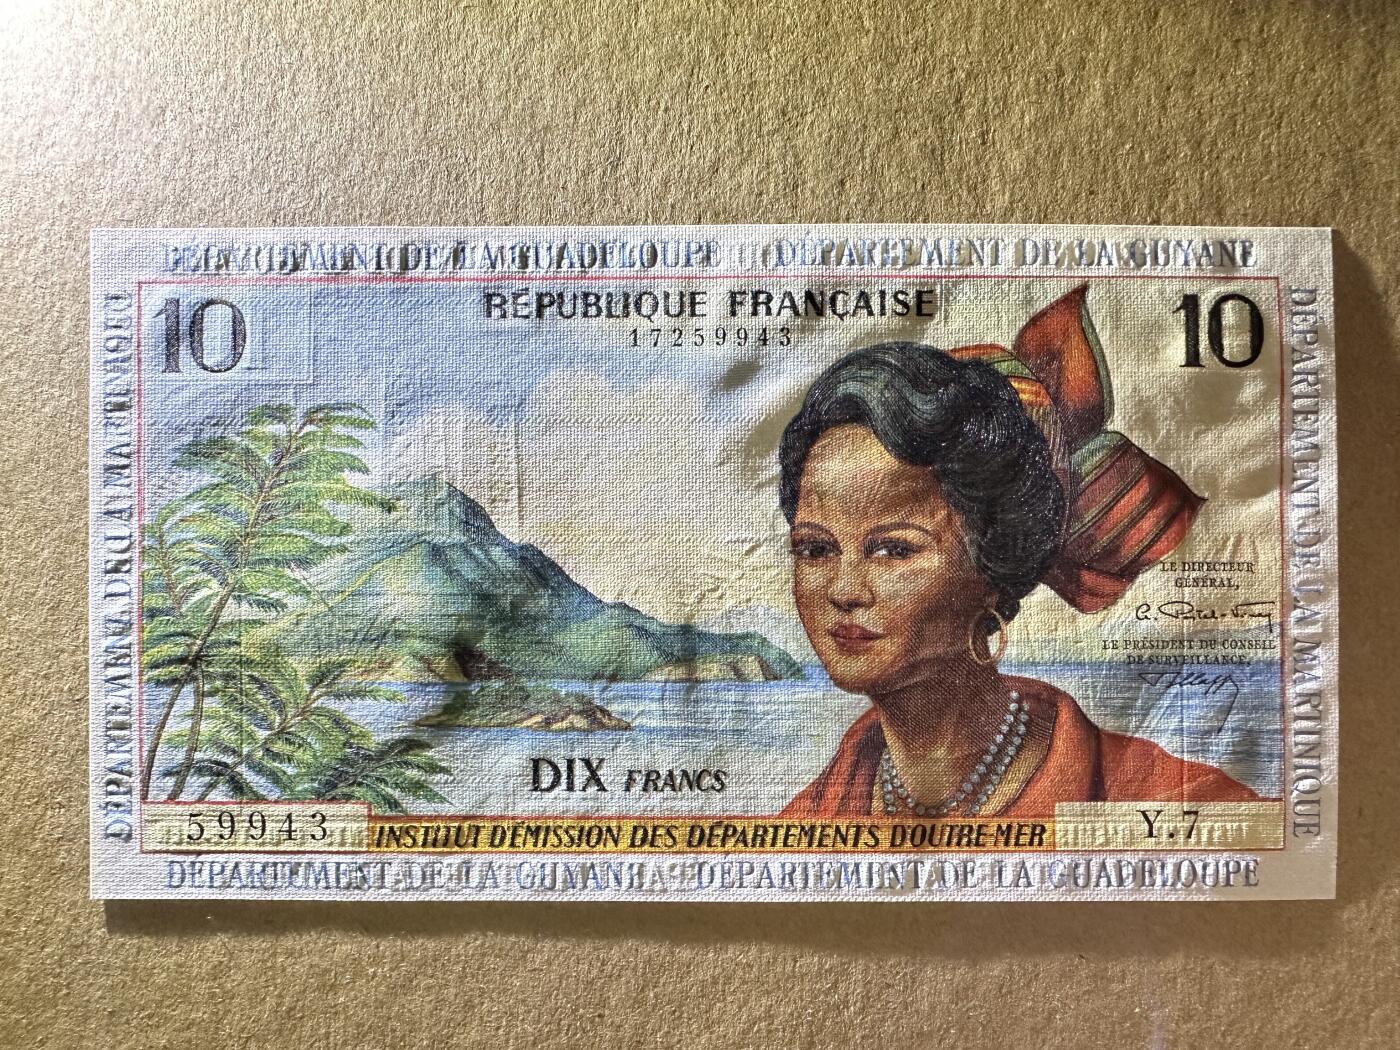 DÉPARTEMENT DE LA GUADELOUPE DÉPARTEMENT DE LA GUYANE
RÉPUBLIQUE FRANÇAISE
17259943
10
10
DÉPARTEMENT DE LA MARTINIQUE
DÉPARTEMENT DE LA MARTINIQUE
LE DIRECTEUR
GÉNÉRAL,
LE PRÉSIDENT DU CONSEIL
DE SURVEILLANCE,
DIX FRANCS
59943
INSTITUT D'ÉMISSION DES DÉPARTEMENTS D'OUTRE-MER
Y.7
DÉPARTEMENT DE LA GUYANE DÉPARTEMENT DE LA GUADELOUPE